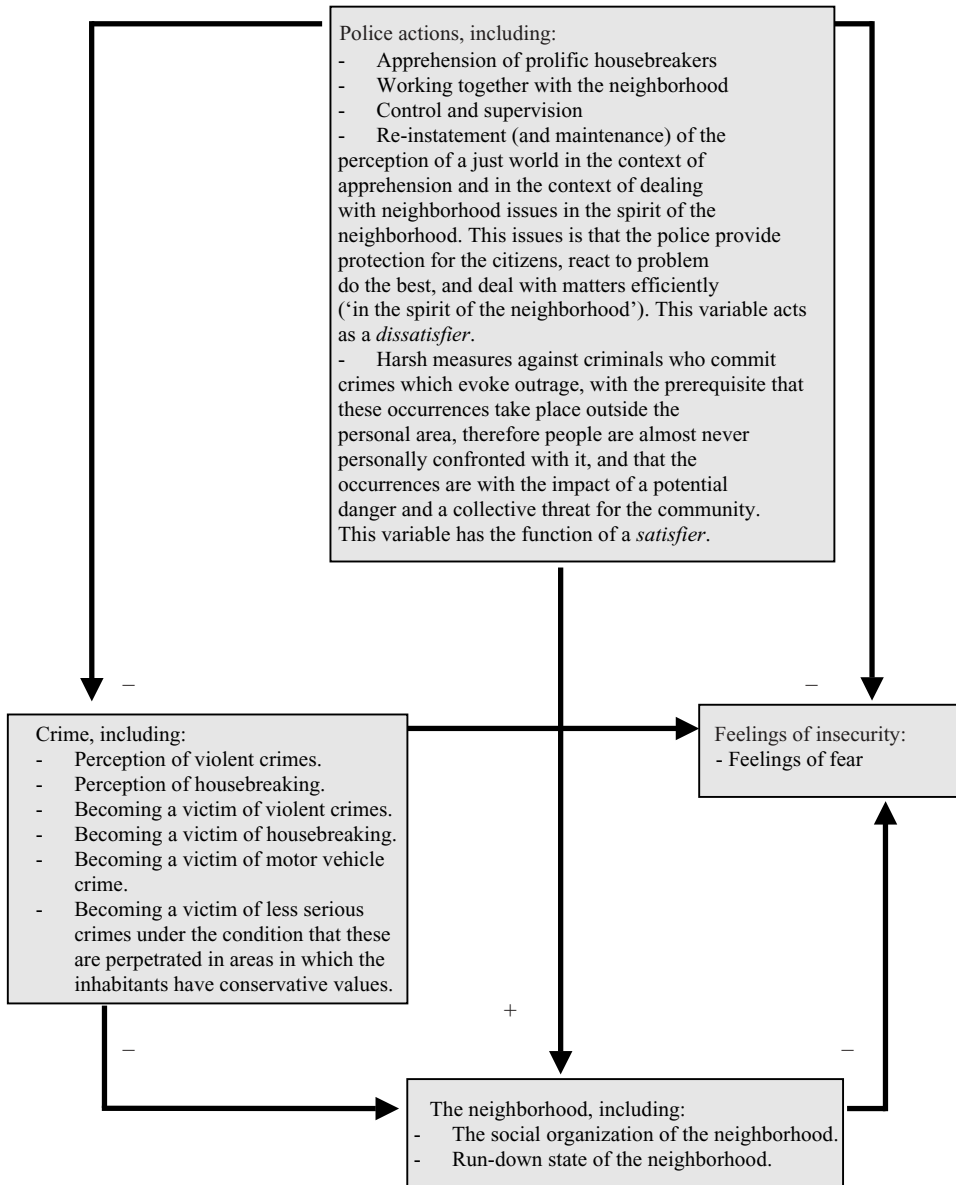 Police actions, including:
- Apprehension of prolific housebreakers
- Working together with the neighborhood
- Control and supervision
- Re-instatement (and maintenance) of the
perception of a just world in the context of
apprehension and in the context of dealing
with neighborhood issues in the spirit of the
neighborhood. This issues is that the police provide
protection for the citizens, react to problem
do the best, and deal with matters efficiently
(‘in the spirit of the neighborhood’). This variable acts
as a dissatisfier.
- Harsh measures against criminals who commit
crimes which evoke outrage, with the prerequisite that
these occurrences take place outside the
personal area, therefore people are almost never
personally confronted with it, and that the
occurrences are with the impact of a potential
danger and a collective threat for the community.
This variable has the function of a satisfier.
–
–
Crime, including:
- Perception of violent crimes.
- Perception of housebreaking.
- Becoming a victim of violent crimes.
- Becoming a victim of housebreaking.
- Becoming a victim of motor vehicle
crime.
- Becoming a victim of less serious
crimes under the condition that these
are perpetrated in areas in which the
inhabitants have conservative values.
Feelings of insecurity:
- Feelings of fear
+
–
–
The neighborhood, including:
- The social organization of the neighborhood.
- Run-down state of the neighborhood.